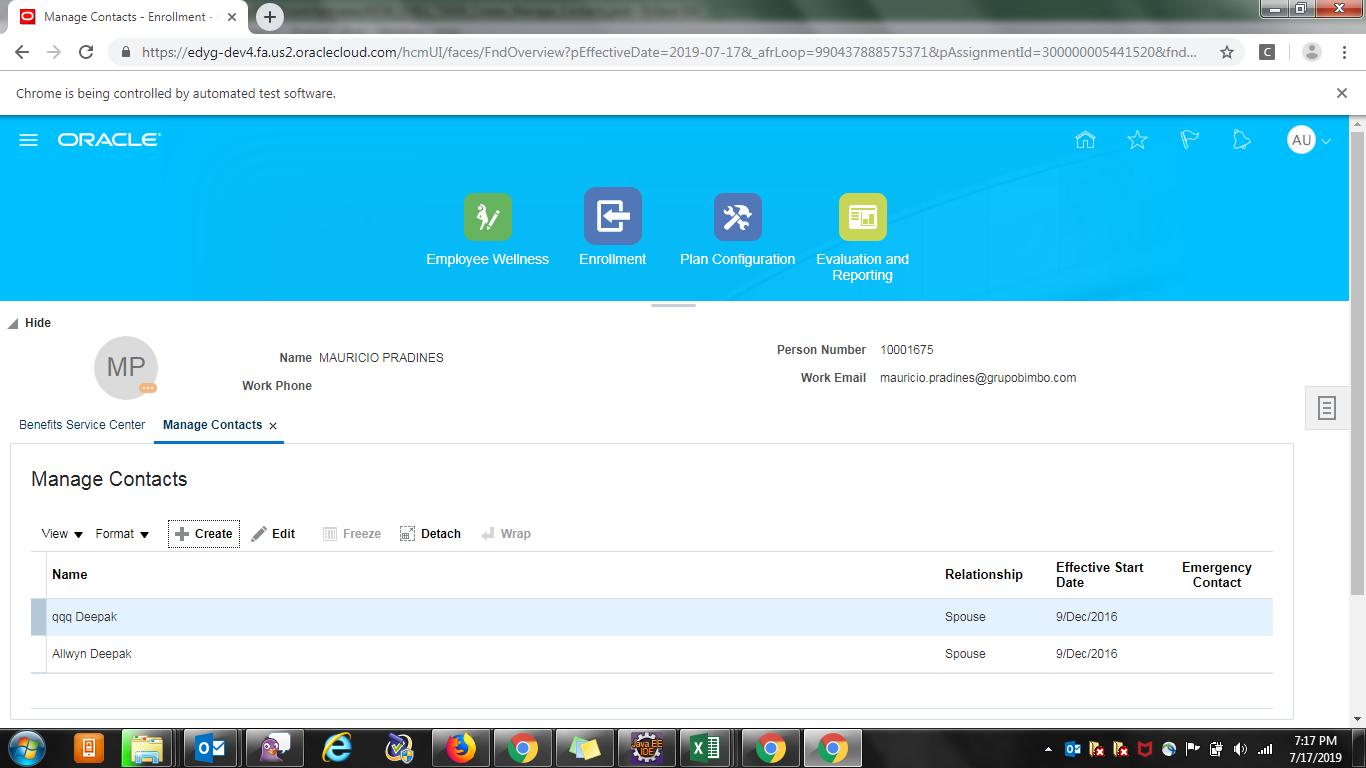 Manage Contacts - Enrollment -
https://edyg-dev4.fa.us2.oraclecloud.com/hcmUI/faces/FndOverview?pEffectiveDate=2019-07-17&_afrLoop=990437888575371&pAssignmentId=300000005441520&fnd...
C
Chrome is being controlled by automated test software.
ORACLE
AU
Employee Wellness
Enrollment
Plan Configuration
Evaluation and
Reporting
Hide
MP
Name MAURICIO PRADINES
Person Number 10001675
Work Phone
Work Email mauricio.pradines@grupobimbo.com
Benefits Service Center Manage Contacts
Manage Contacts
View Format Create Edit Freeze Detach Wrap
Name Relationship Effective Start Date Emergency Contact
qqq Deepak Spouse 9/Dec/2016
Allwyn Deepak Spouse 9/Dec/2016
Java EE
IDE
7:17 PM
7/17/2019